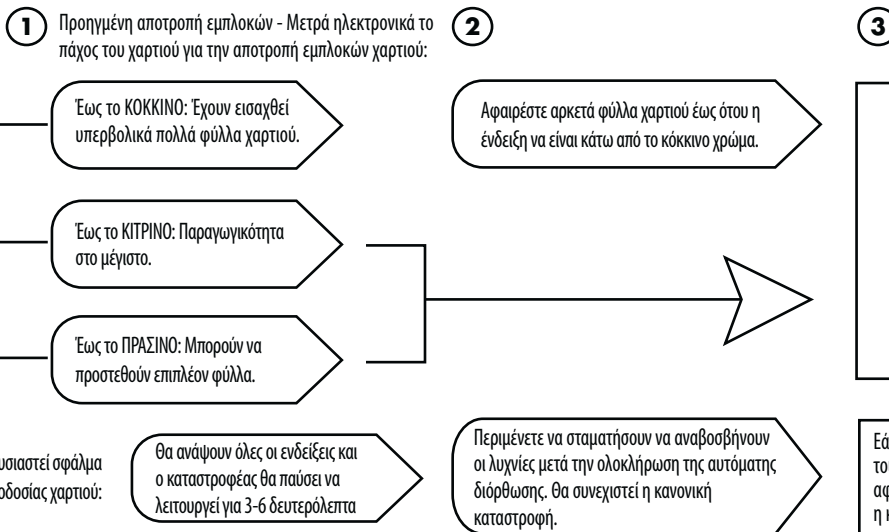 1
Προηγμένη αποτροπή εμπλοκών - Μετρά ηλεκτρονικά το
πάχος του χαρτιού για την αποτροπή εμπλοκών χαρτιού:
Έως το ΚΟΚΚΙΝΟ: Έχουν εισαχθεί
υπερβολικά πολλά φύλλα χαρτιού.
Έως το ΚΙΤΡΙΝΟ: Παραγωγικότητα
στο μέγιστο.
Έως το ΠΡΑΣΙΝΟ: Μπορούν να
προστεθούν επιπλέον φύλλα.
2
Αφαιρέστε αρκετά φύλλα χαρτιού έως ότου η
ένδειξη να είναι κάτω από το κόκκινο χρώμα.
3
σφάλμα
χαρτιού:
Θα ανάψουν όλες οι ενδείξεις και
ο καταστροφέας θα παύσει να
λειτουργεί για 3-6 δευτερόλεπτα
Περιμένετε να σταματήσουν να αναβοσβήνουν
οι λυχνίες μετά την ολοκλήρωση της αυτόματης
διόρθωσης. Θα συνεχιστεί η κανονική
καταστροφή.
η